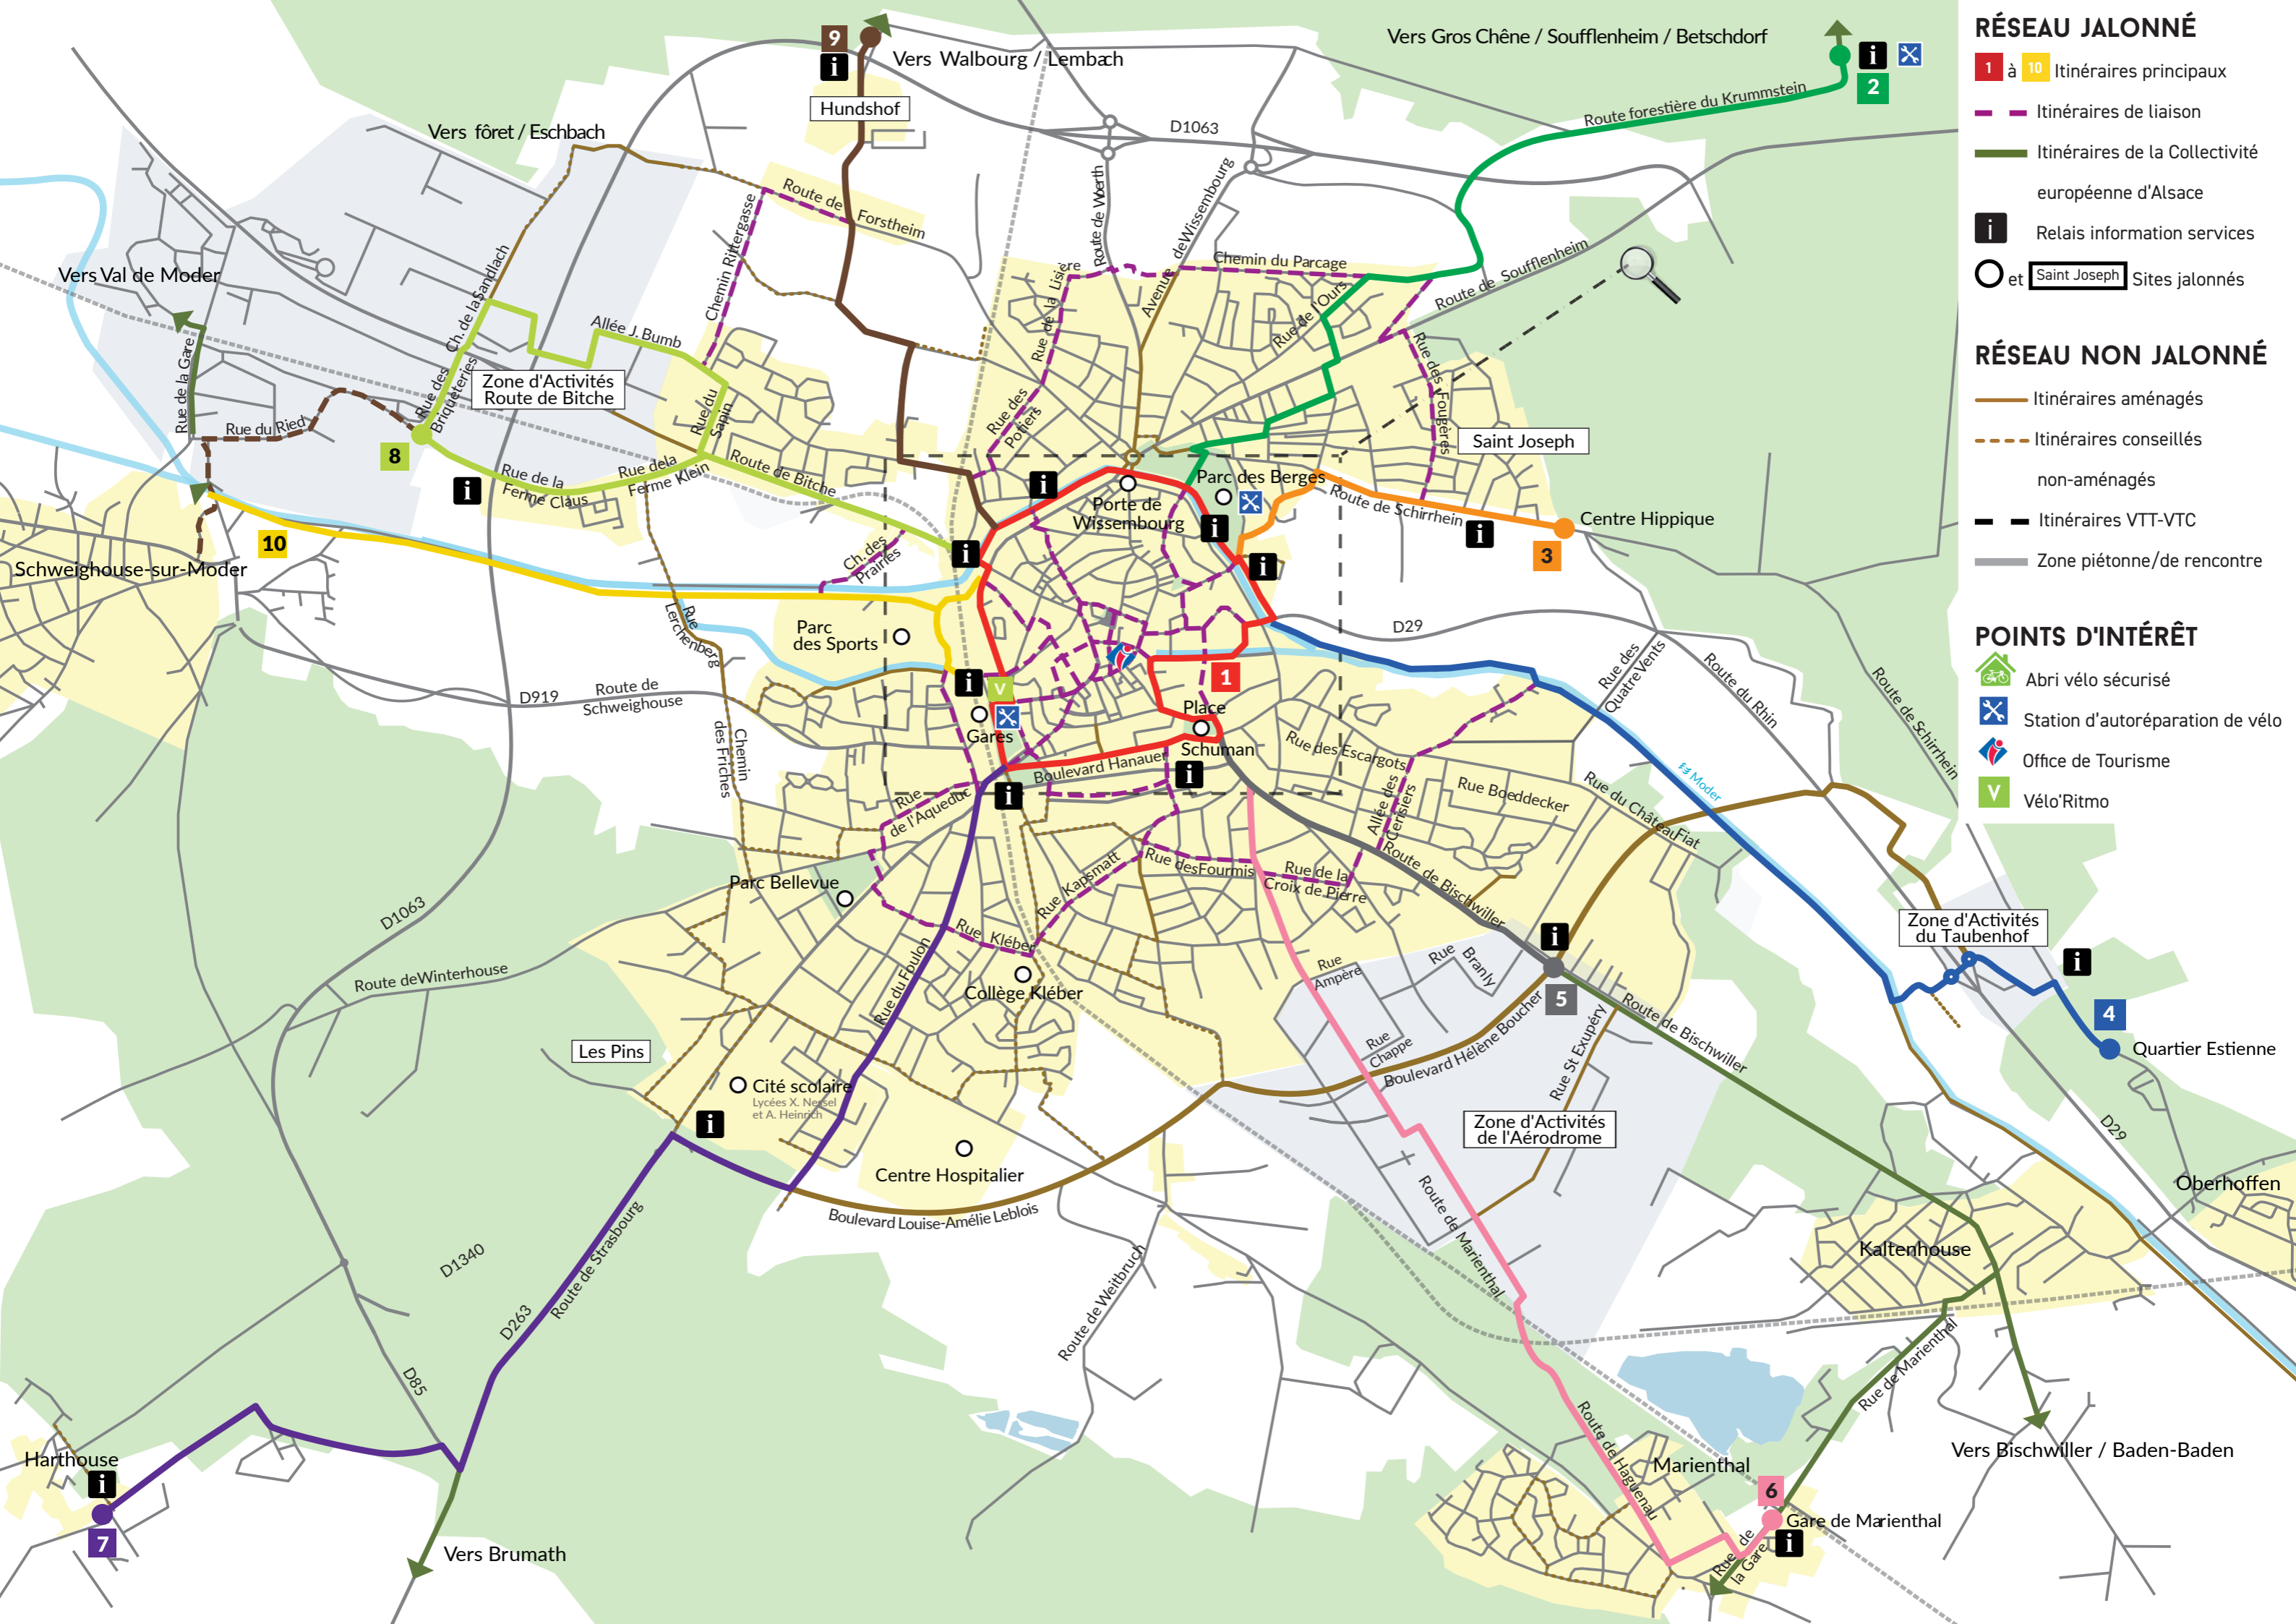 9
i
Vers Walbourg / Lembach
Hundshof
Vers Gros Chêne / Soufflenheim / Betschdorf
i
2
Route forestière du Krummstein
Vers fôret / Eschbach
D1063
Route de Forstheim
Chemin Rittergasse
Route de Woerth
Avenue de Wissembourg
Chemin du Parcage
Route de Soufflenheim
Rue de la Lisière
Rue de l'Ours
Vers Val de Moder
Ch. de la Sandlach
Allée J. Bumb
Rue de la Gare
Rue des
Briqueteries
Zone d'Activités
Route de Bitche
Rue du
Sapin
Rue des
Potiers
Rue des Fougères
Saint Joseph
Rue du Ried
8
i
Rue de la
Ferme Claus
Rue dela
Ferme Klein
Route de Bitche
i
Porte de
Wissembourg
Parc des Berges
i
Route de Schirrhein
i
Centre Hippique
3
10
Schweighouse-sur-Moder
Ch. des
Prairies
i
i
Rue
Lerchenberg
Parc
des Sports
D29
Rue des
Quatre Vents
Route du Rhin
Route de Schirrhein
D919
Route de
Schweighouse
i
V
Gares
1
Place
Schuman
Chemin
des Friches
Boulevard Hanauer
i
i
Rue des Escargots
Allée des
Cerisiers
Rue Boeddecker
Rue du Château Fiat
Moder
Rue
de l'Aqueduc
Parc Bellevue
Rue Kapsmatt
Rue des Fourmis
Rue de la
Croix de Pierre
Route de Bischwiller
D1063
Route de Winterhouse
Rue Kléber
Rue du Foulon
Collège Kléber
Rue
Ampère
Rue
Branly
i
5
Zone d'Activités
du Taubenhof
i
4
Quartier Estienne
Route de Bischwiller
Rue
Chappe
Boulevard Hélène Boucher
Rue St Exupéry
Les Pins
Cité scolaire
Lycées X. Nessel
et A. Heinrich
i
Centre Hospitalier
Zone d'Activités
de l'Aérodrome
D29
Oberhoffen
Boulevard Louise-Amélie Leblois
Route de Marienthal
Kaltenhouse
D1340
Route de Strasbourg
D263
Route de Weitbruch
D85
Rue de Marienthal
Route de Haguenau
Harthouse
i
7
Vers Brumath
Vers Bischwiller / Baden-Baden
Marienthal
6
Gare de Marienthal
i
Rue de
la Gare
RÉSEAU JALONNÉ
1 à 10 Itinéraires principaux
Itinéraires de liaison
Itinéraires de la Collectivité
européenne d'Alsace
i Relais information services
et Saint Joseph Sites jalonnés
RÉSEAU NON JALONNÉ
Itinéraires aménagés
Itinéraires conseillés
non-aménagés
Itinéraires VTT-VTC
Zone piétonne/de rencontre
POINTS D'INTÉRÊT
Abri vélo sécurisé
Station d'autoréparation de vélo
Office de Tourisme
V Vélo'Ritmo